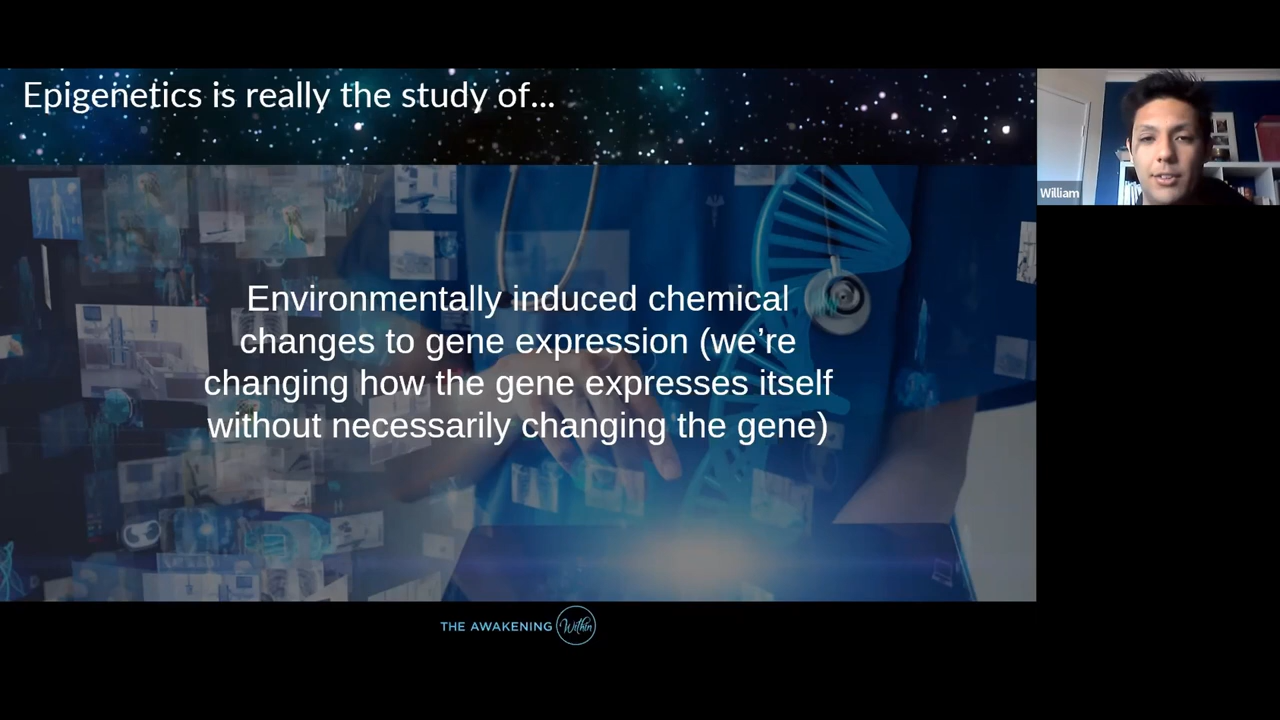 Epigenetics is really the study of...
William
Environmentally induced chemical
changes to gene expression (we’re
changing how the gene expresses itself
without necessarily changing the gene)
THE AWAKENING Within